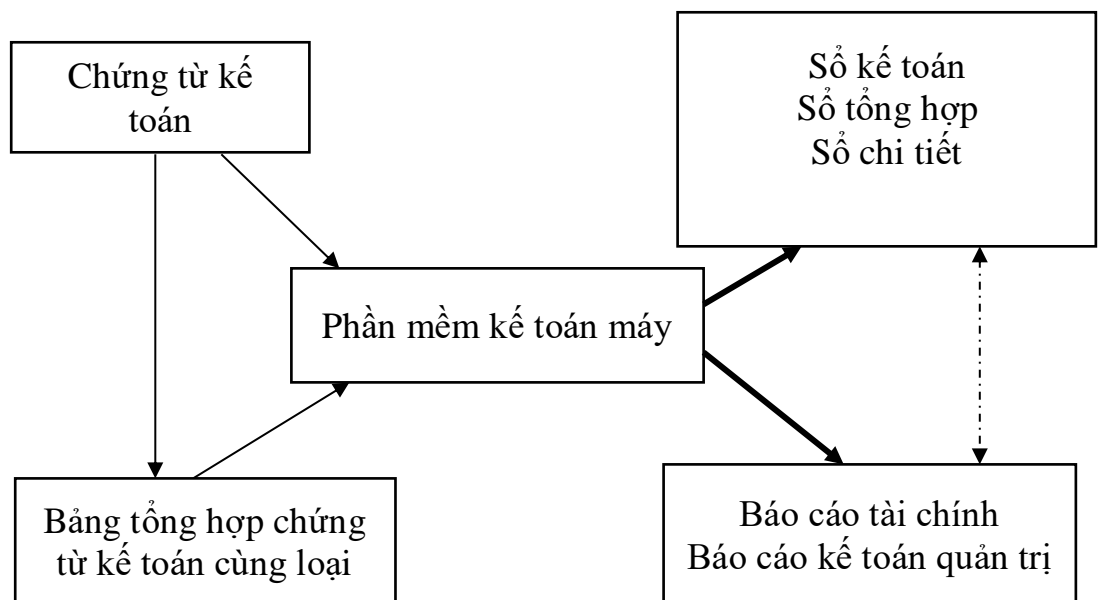 Chứng từ kế
toán
Sổ kế toán
Sổ tổng hợp
Sổ chi tiết
Phần mềm kế toán máy
Bảng tổng hợp chứng
từ kế toán cùng loại
Báo cáo tài chính
Báo cáo kế toán quản trị